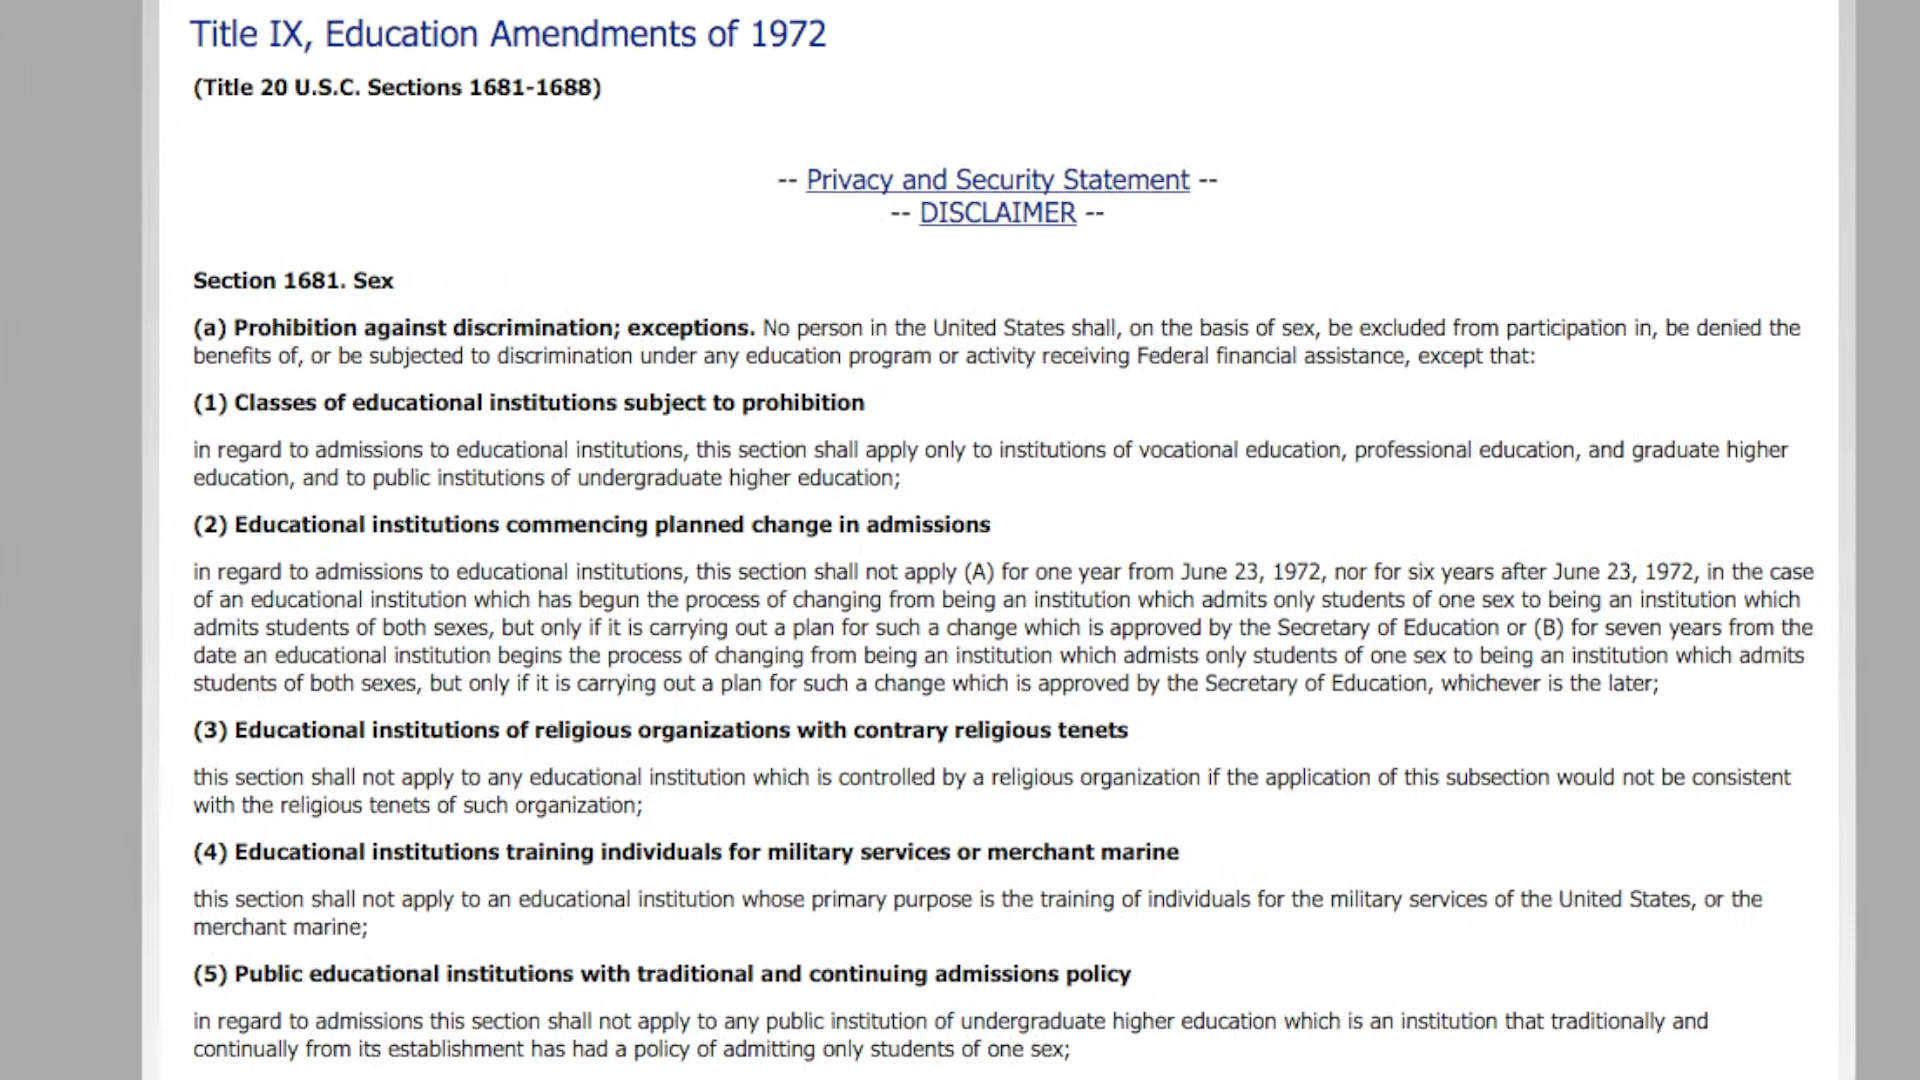 Title IX, Education Amendments of 1972
(Title 20 U.S.C. Sections 1681-1688)
-- Privacy and Security Statement --
-- DISCLAIMER --
Section 1681. Sex
(a) Prohibition against discrimination; exceptions. No person in the United States shall, on the basis of sex, be excluded from participation in, be denied the
benefits of, or be subjected to discrimination under any education program or activity receiving Federal financial assistance, except that:
(1) Classes of educational institutions subject to prohibition
in regard to admissions to educational institutions, this section shall apply only to institutions of vocational education, professional education, and graduate higher
education, and to public institutions of undergraduate higher education;
(2) Educational institutions commencing planned change in admissions
in regard to admissions to educational institutions, this section shall not apply (A) for one year from June 23, 1972, nor for six years after June 23, 1972, in the case
of an educational institution which has begun the process of changing from being an institution which admits only students of one sex to being an institution which
admits students of both sexes, but only if it is carrying out a plan for such a change which is approved by the Secretary of Education or (B) for seven years from the
date an educational institution begins the process of changing from being an institution which admists only students of one sex to being an institution which admits
students of both sexes, but only if it is carrying out a plan for such a change which is approved by the Secretary of Education, whichever is the later;
(3) Educational institutions of religious organizations with contrary religious tenets
this section shall not apply to any educational institution which is controlled by a religious organization if the application of this subsection would not be consistent
with the religious tenets of such organization;
(4) Educational institutions training individuals for military services or merchant marine
this section shall not apply to an educational institution whose primary purpose is the training of individuals for the military services of the United States, or the
merchant marine;
(5) Public educational institutions with traditional and continuing admissions policy
in regard to admissions this section shall not apply to any public institution of undergraduate higher education which is an institution that traditionally and
continually from its establishment has had a policy of admitting only students of one sex;